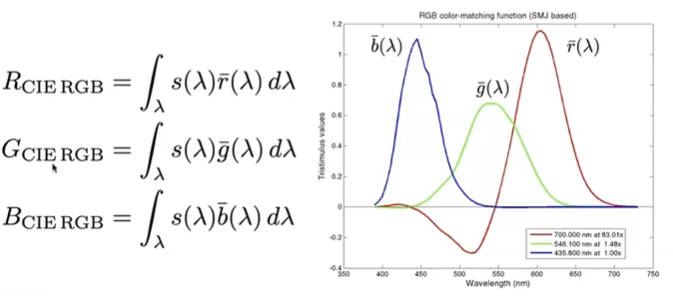 R_CIE RGB = ∫_λ s(λ)r̄(λ) dλ
G_CIE RGB = ∫_λ s(λ)ḡ(λ) dλ
B_CIE RGB = ∫_λ s(λ)b̄(λ) dλ
RGB color-matching function (SMJ based)
b̄(λ)
r̄(λ)
ḡ(λ)
Tristimulus values
1.2
1
0.8
0.6
0.4
0.2
0
-0.2
-0.4
350 400 450 500 550 600 650 700 750
Wavelength (nm)
700.000 nm at 83.01x
546.100 nm at 1.48x
435.800 nm at 1.00x